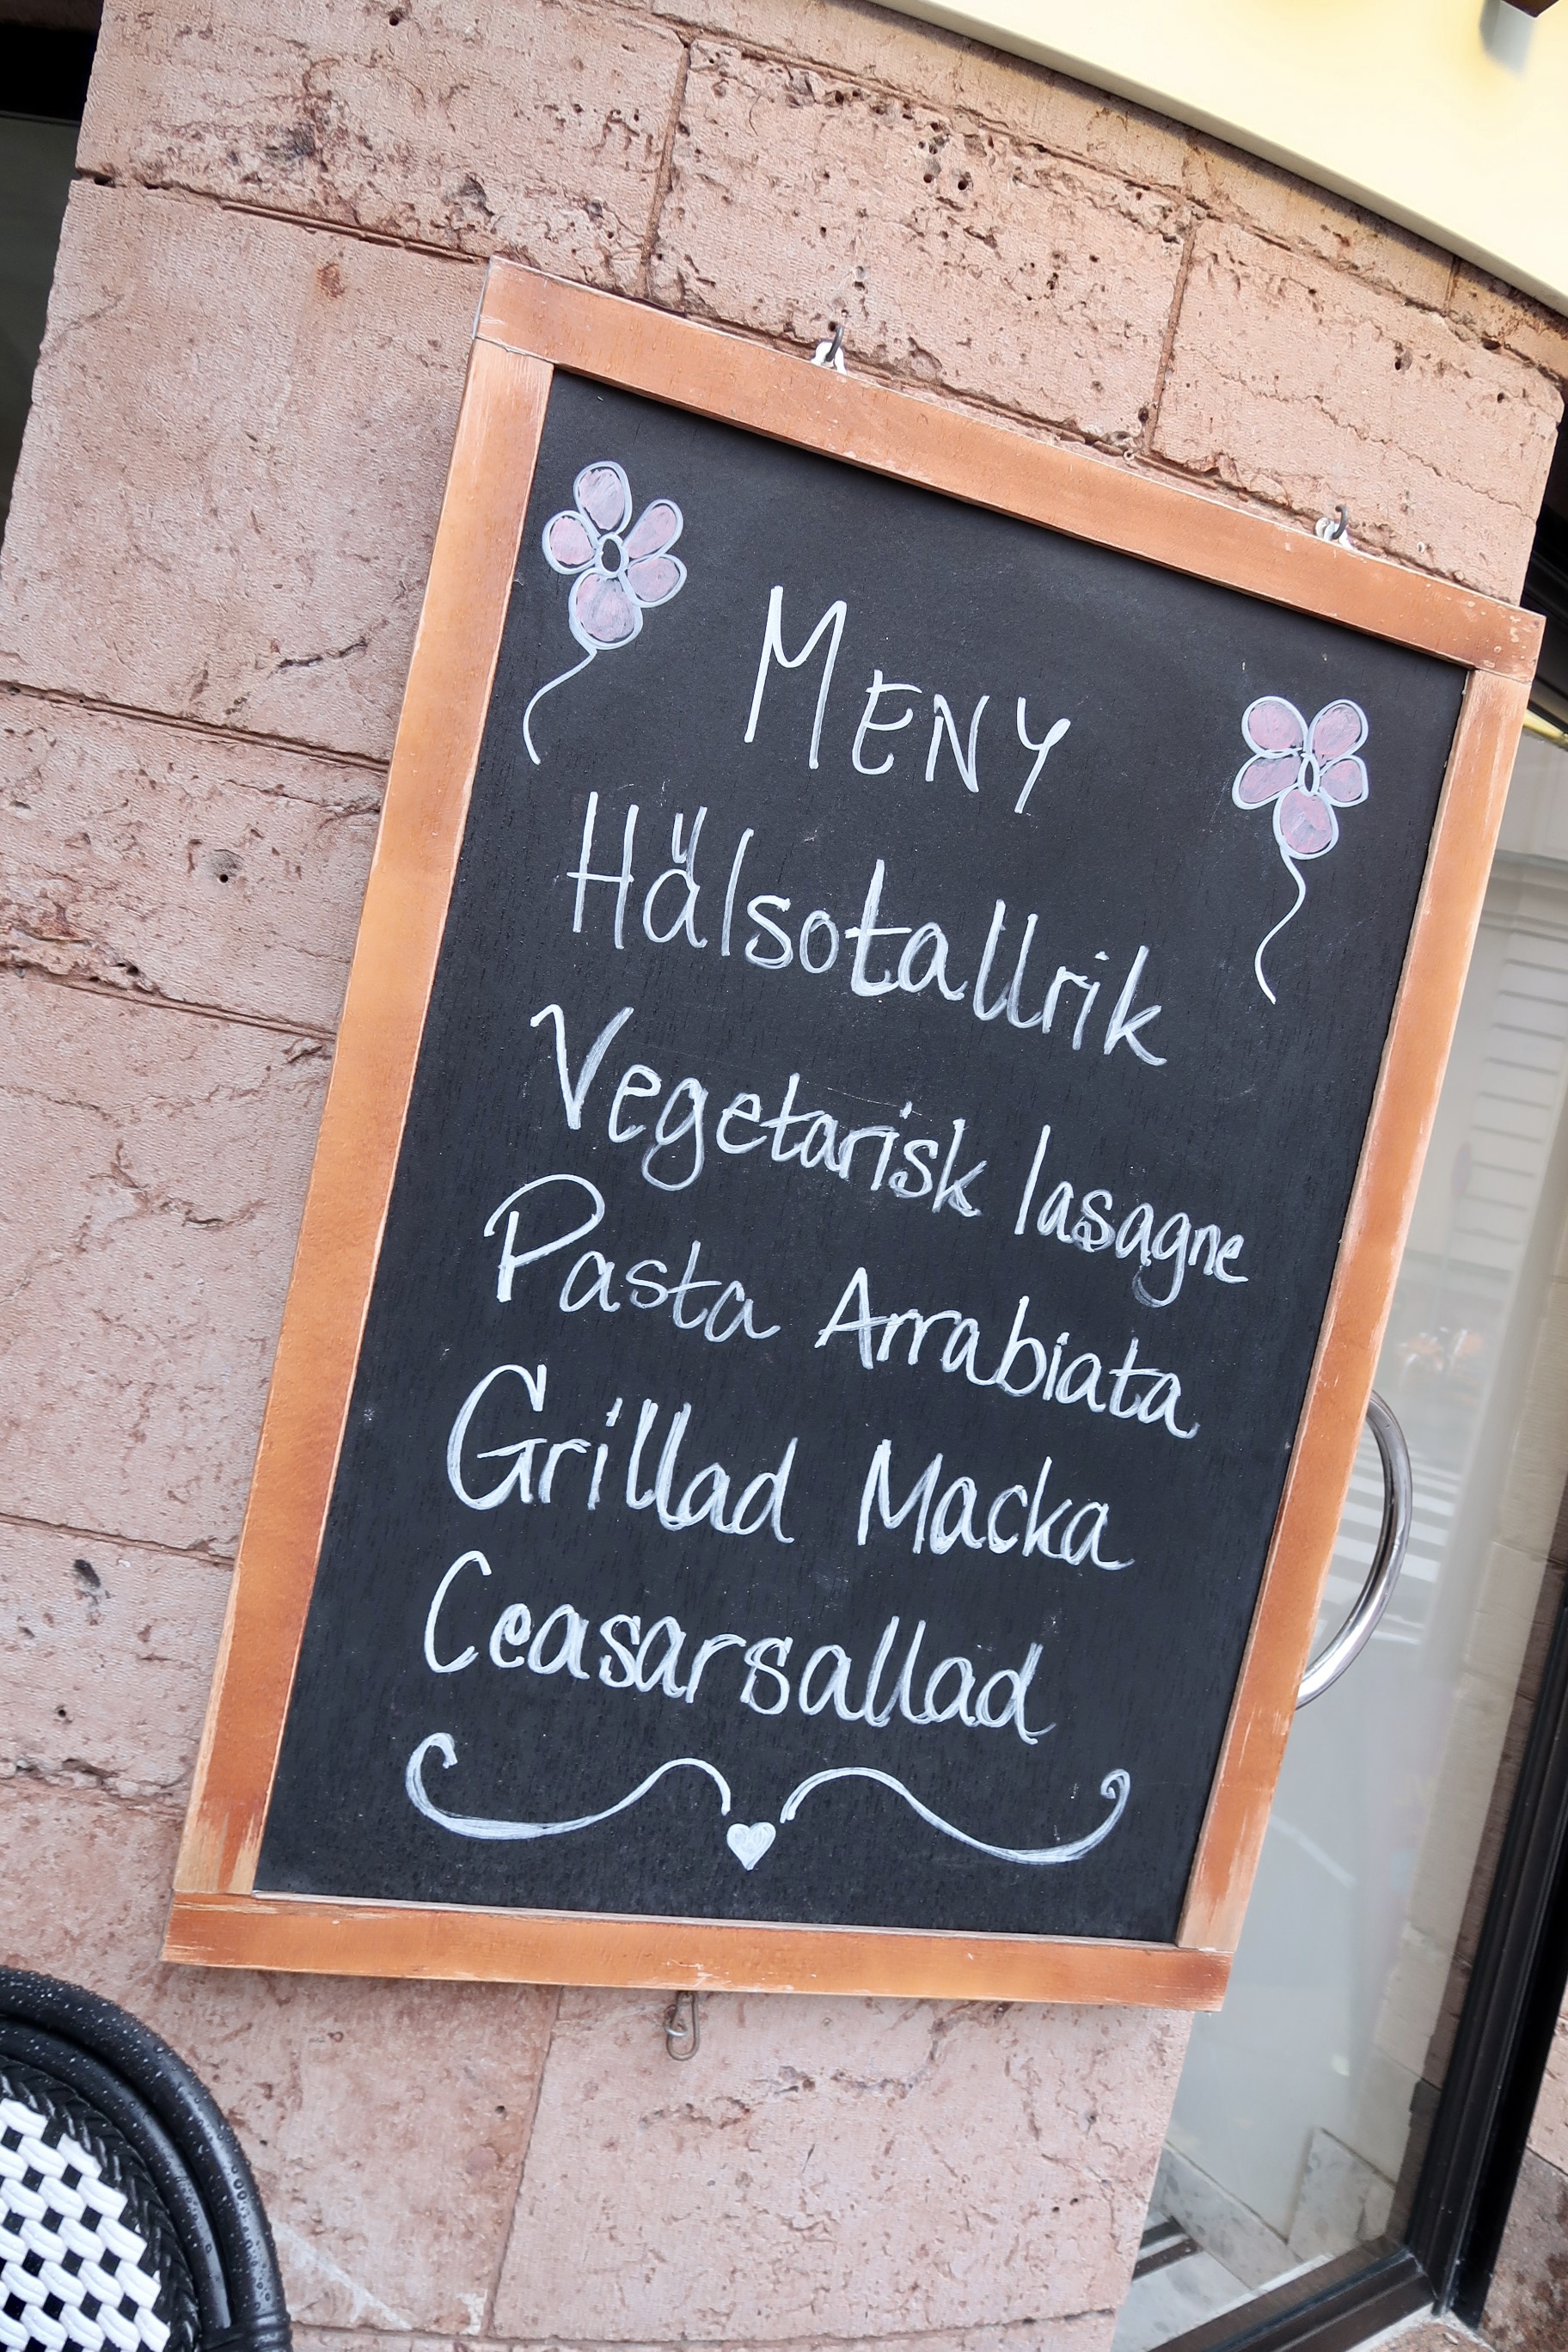 MENY
Hälsotallrik
Vegetarisk lasagne
Pasta Arrabiata
Grillad Macka
Ceasarsallad